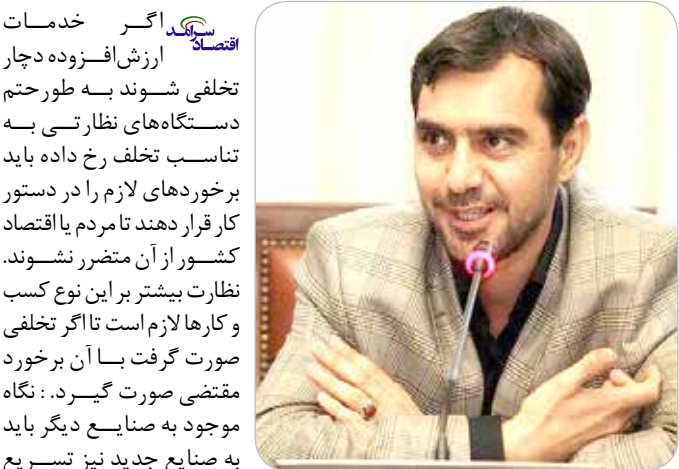 اقتصاد سرآمد
اگر خدمات
ارزش‌افزوده دچار
تخلفی شوند به طورحتم
دستگاه‌های نظارتی به
تناسب تخلف رخ داده باید
برخوردهای لازم را در دستور
کار قرار دهند تا مردم یا اقتصاد
کشور از آن متضرر نشوند.
نظارت بیشتر بر این نوع کسب
و کارها لازم است تا اگر تخلفی
صورت گرفت با آن برخورد
مقتضی صورت گیرد. : نگاه
موجود به صنایع دیگر باید
به صنایع جدید نیز تسریع